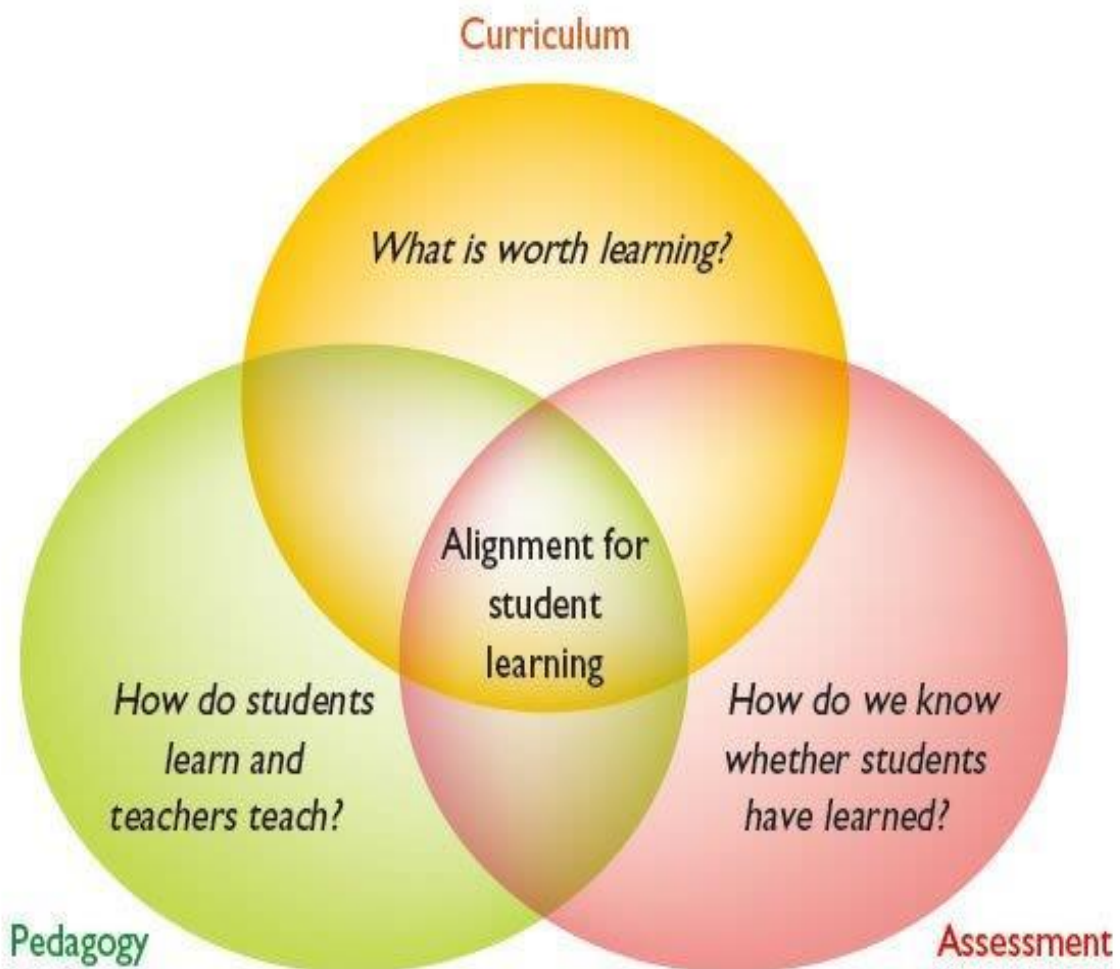 Curriculum
What is worth learning?
Alignment for
student
learning
How do students
learn and
teachers teach?
How do we know
whether students
have learned?
Pedagogy
Assessment